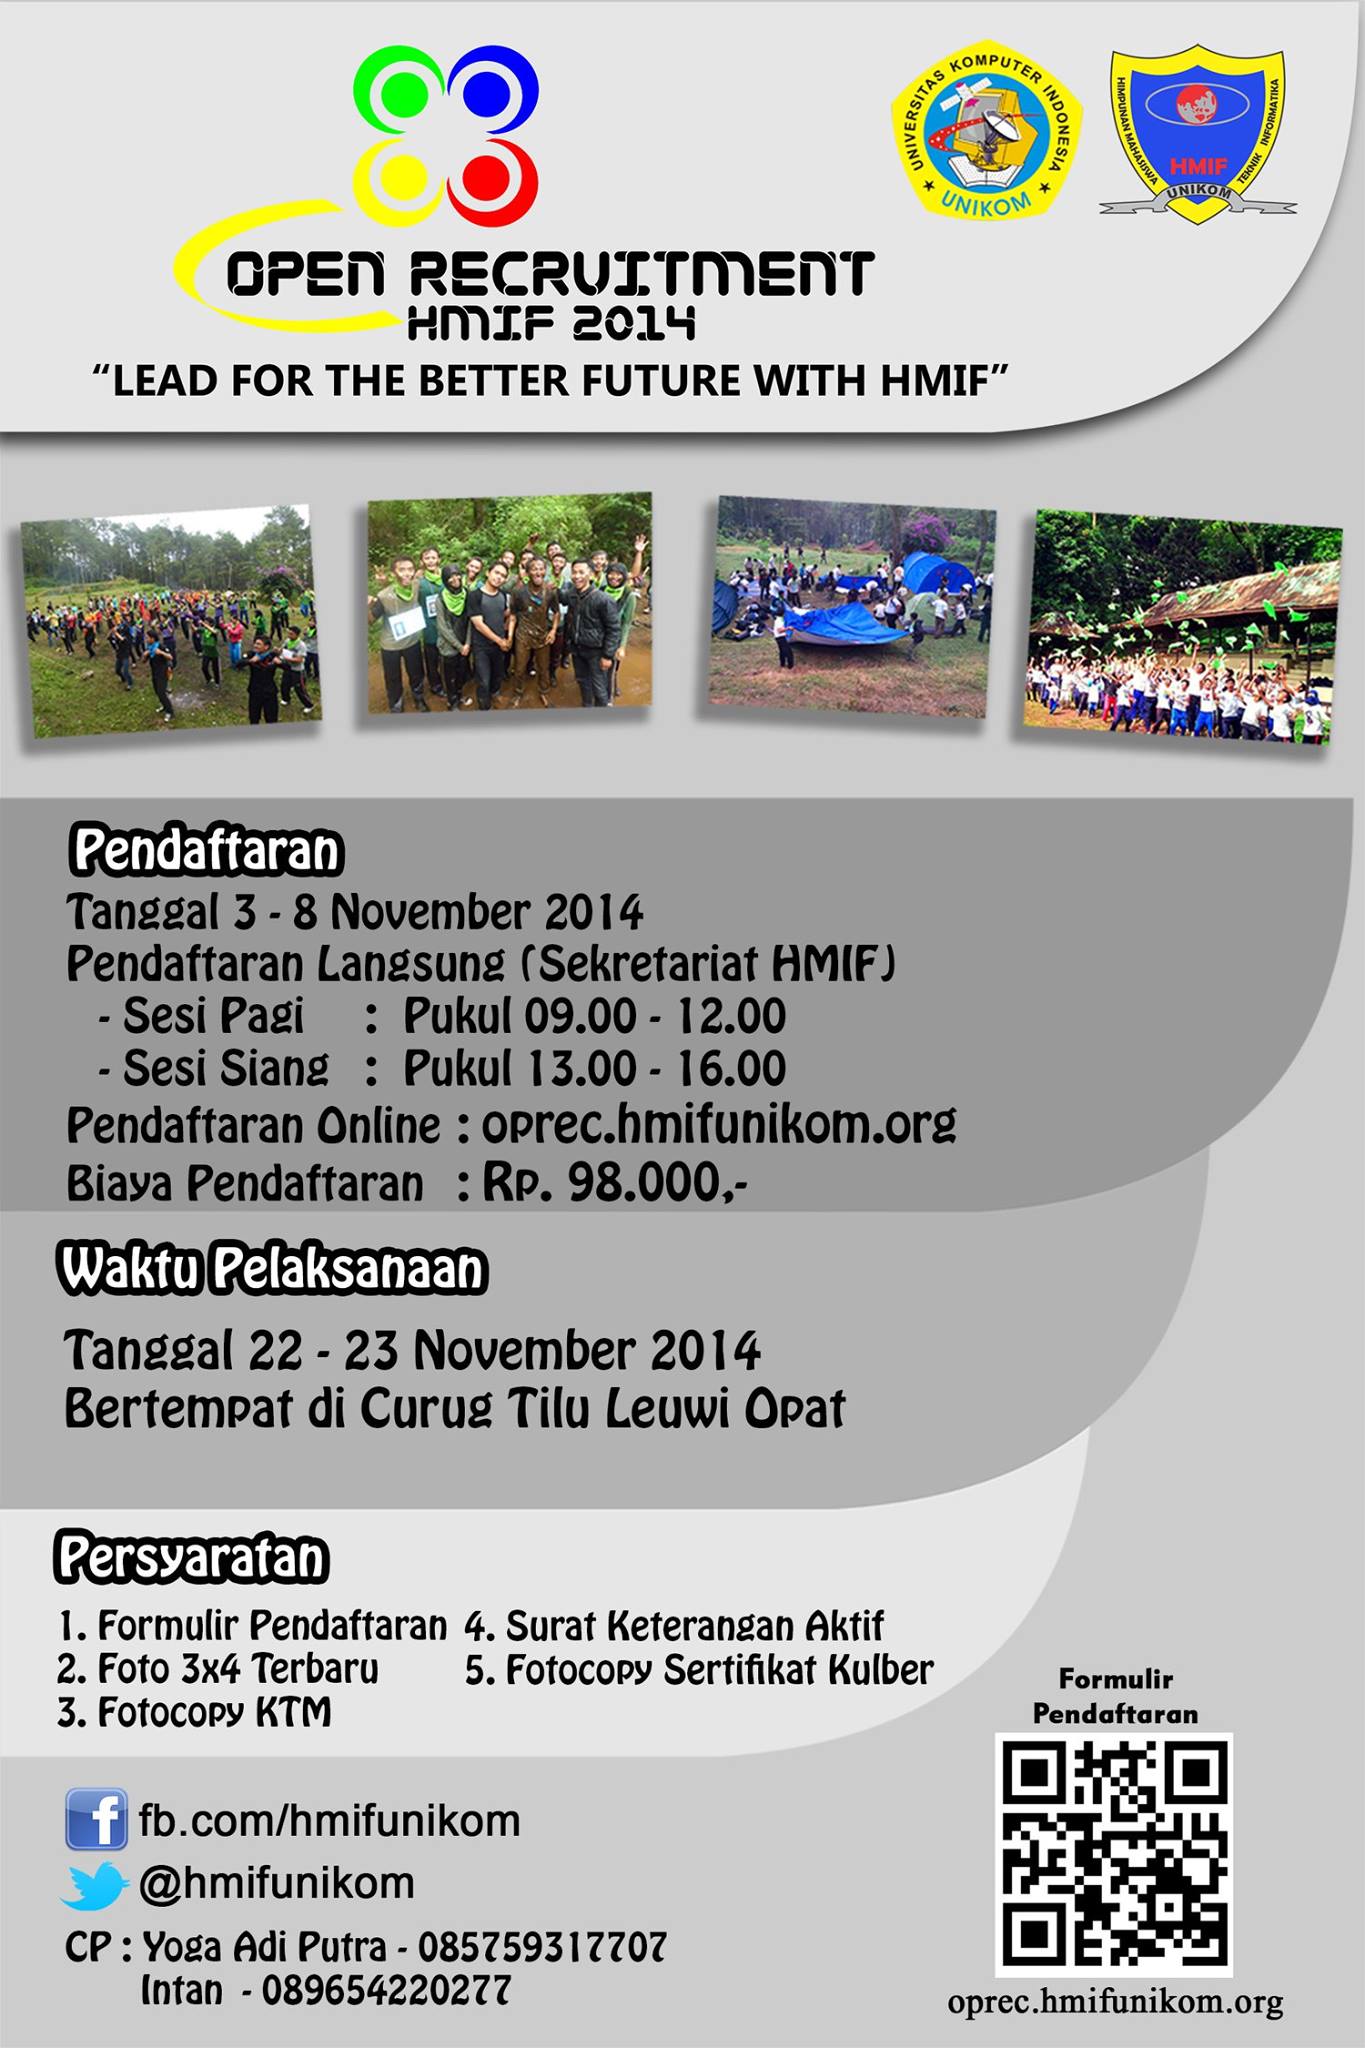 UNIVERSITAS KOMPUTER INDONESIA
UNIKOM
HIMPUNAN MAHASISWA
TEKNIK INFORMATIKA
HMIF
UNIKOM
OPEN RECRUITMENT
HMIF 2014
“LEAD FOR THE BETTER FUTURE WITH HMIF”
Pendaftaran
Tanggal 3 - 8 November 2014
Pendaftaran Langsung (Sekretariat HMIF)
- Sesi Pagi : Pukul 09.00 - 12.00
- Sesi Siang : Pukul 13.00 - 16.00
Pendaftaran Online : oprec.hmifunikom.org
Biaya Pendaftaran : Rp. 98.000,-
Waktu Pelaksanaan
Tanggal 22 - 23 November 2014
Bertempat di Curug Tilu Leuwi Opat
Persyaratan
1. Formulir Pendaftaran
2. Foto 3x4 Terbaru
3. Fotocopy KTM
4. Surat Keterangan Aktif
5. Fotocopy Sertifikat Kulber
Formulir
Pendaftaran
oprec.hmifunikom.org
fb.com/hmifunikom
@hmifunikom
CP : Yoga Adi Putra - 085759317707
Intan - 089654220277